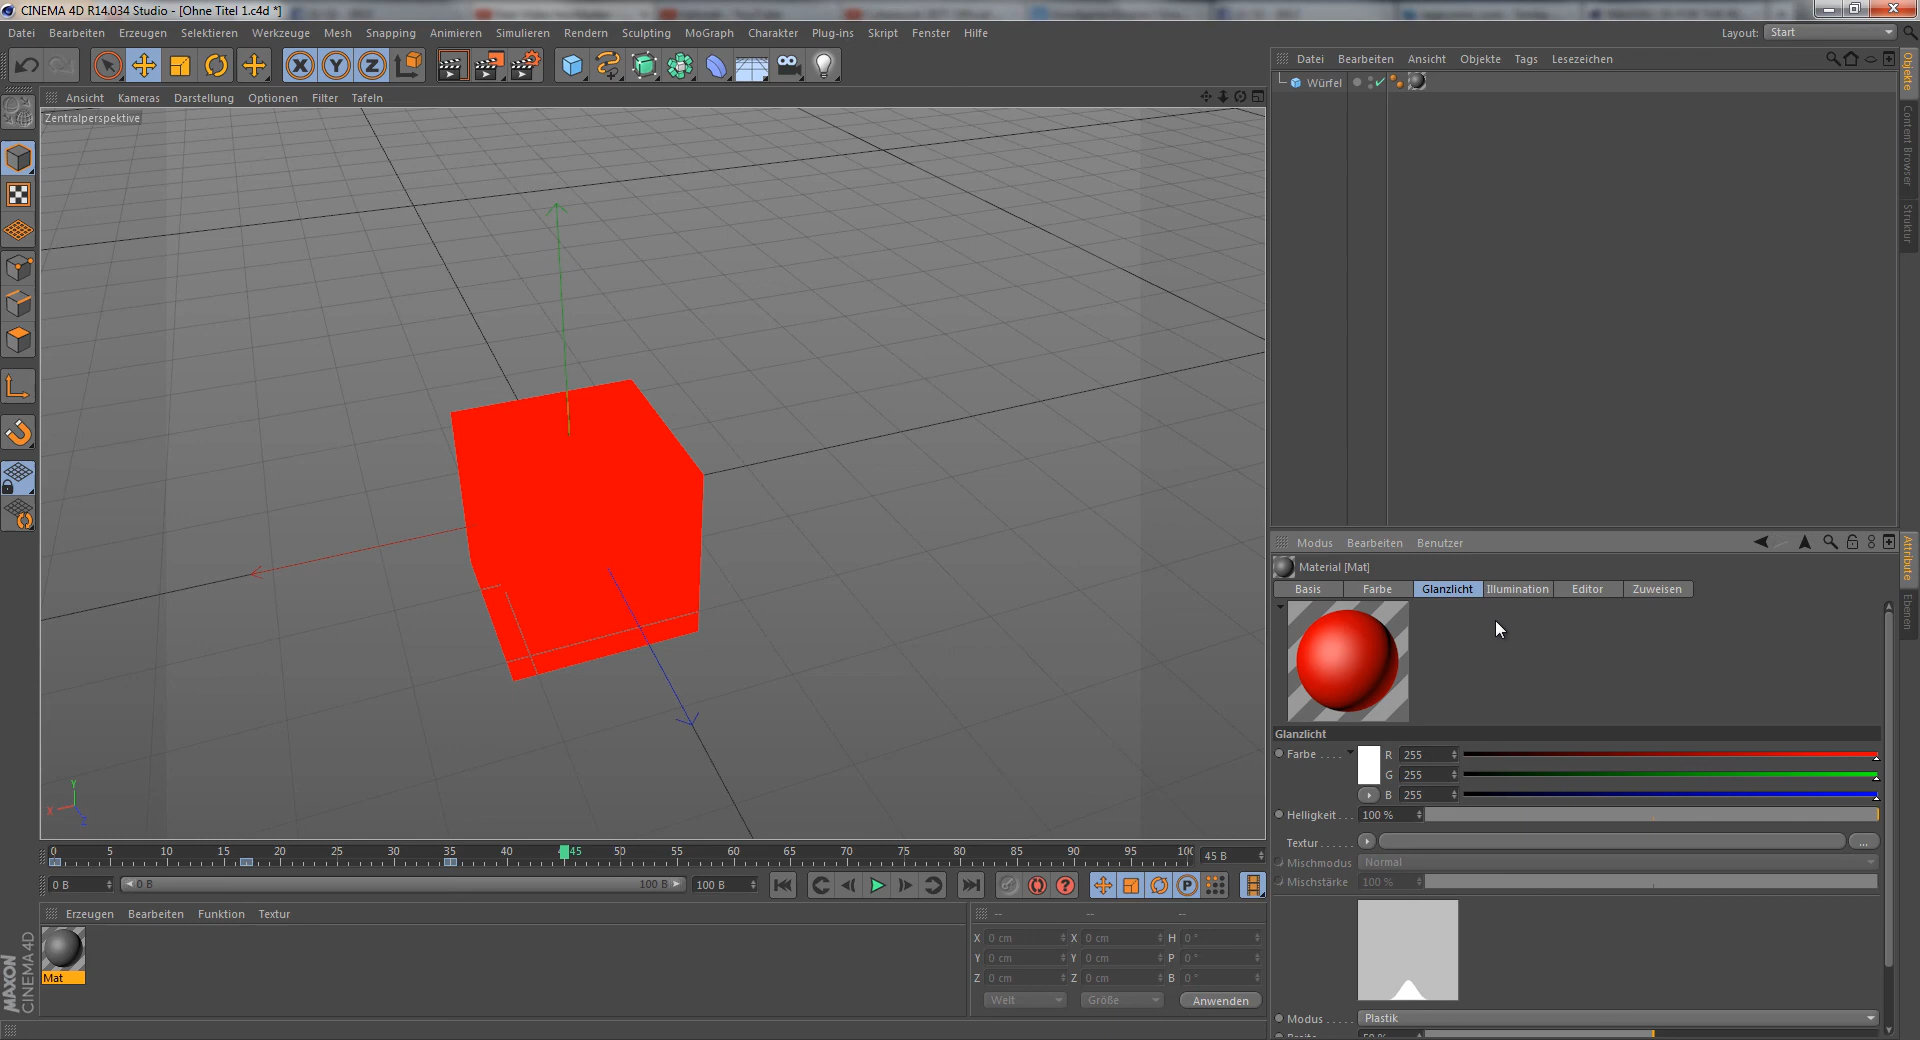 CINEMA 4D R14.034 Studio - [Ohne Titel 1.c4d *]
Datei Bearbeiten Erzeugen Selektieren Werkzeuge Mesh Snapping Animieren Simulieren Rendern Sculpting MoGraph Charakter Plug-ins Skript Fenster Hilfe Layout: Start
X Y Z
Datei Bearbeiten Ansicht Objekte Tags Lesezeichen
Objekte
Content Browser
Struktur
Würfel
Ansicht Kameras Darstellung Optionen Filter Tafeln
Zentralperspektive
Y
X
Z
Modus Bearbeiten Benutzer
Attribute
Ebenen
Material [Mat]
Basis Farbe Glanzlicht Illumination Editor Zuweisen
Glanzlicht
Farbe .... R 255
G 255
B 255
Helligkeit... 100 %
Textur...... ...
Mischmodus Normal
Mischstärke 100 %
Modus..... Plastik
0 5 10 15 20 25 30 35 40 45 50 55 60 65 70 75 80 85 90 95 100 45 B
0 B 0 B 100 B 100 B
P
Erzeugen Bearbeiten Funktion Textur
Mat
-- -- --
X 0 cm X 0 cm H 0 °
Y 0 cm Y 0 cm P 0 °
Z 0 cm Z 0 cm B 0 °
Welt Größe Anwenden
MAXON
CINEMA 4D